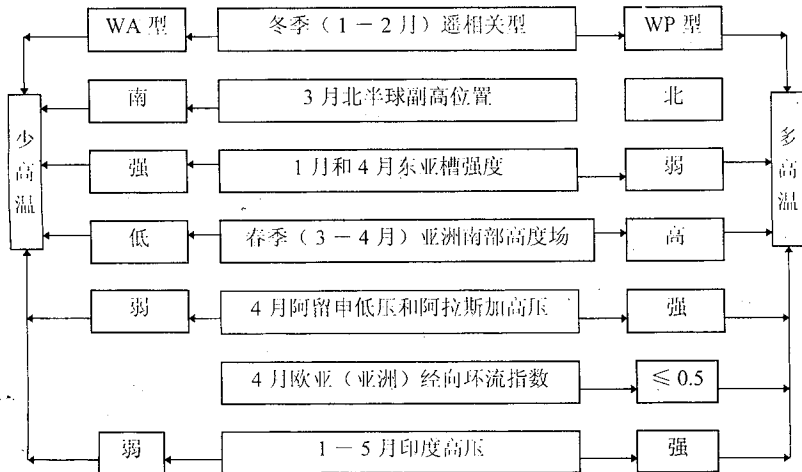 WA 型 冬季（1－2月）遥相关型 WP 型
南 3月北半球副高位置 北
少高温
多高温
强 1月和4月东亚槽强度 弱
低 春季（3－4月）亚洲南部高度场 高
弱 4月阿留申低压和阿拉斯加高压 强
4月欧亚（亚洲）经向环流指数 ≤0.5
弱 1－5月印度高压 强